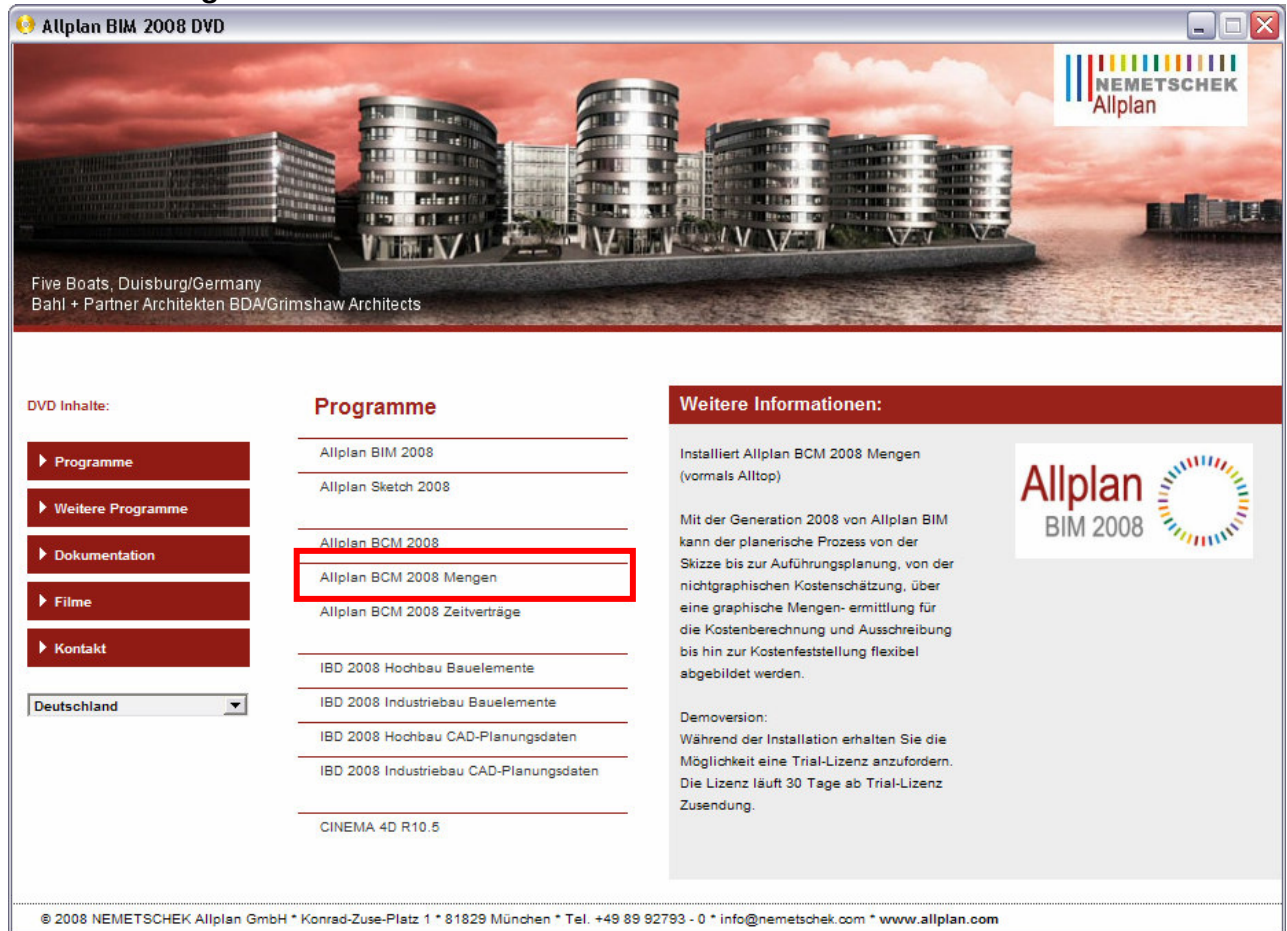 Allplan BIM 2008 DVD
NEMETSCHEK
Allplan
Five Boats, Duisburg/Germany
Bahl + Partner Architekten BDA/Grimshaw Architects
DVD Inhalte:
Programme
Weitere Programme
Dokumentation
Filme
Kontakt
Deutschland
Programme
Allplan BIM 2008
Allplan Sketch 2008
Allplan BCM 2008
Allplan BCM 2008 Mengen
Allplan BCM 2008 Zeitverträge
IBD 2008 Hochbau Bauelemente
IBD 2008 Industriebau Bauelemente
IBD 2008 Hochbau CAD-Planungsdaten
IBD 2008 Industriebau CAD-Planungsdaten
CINEMA 4D R10.5
Weitere Informationen:
Installiert Allplan BCM 2008 Mengen
(vormals Alltop)
Mit der Generation 2008 von Allplan BIM
kann der planerische Prozess von der
Skizze bis zur Auführungsplanung, von der
nichtgraphischen Kostenschätzung, über
eine graphische Mengen- ermittlung für
die Kostenberechnung und Ausschreibung
bis hin zur Kostenfeststellung flexibel
abgebildet werden.
Demoversion:
Während der Installation erhalten Sie die
Möglichkeit eine Trial-Lizenz anzufordern.
Die Lizenz läuft 30 Tage ab Trial-Lizenz
Zusendung.
Allplan
BIM 2008
© 2008 NEMETSCHEK Allplan GmbH * Konrad-Zuse-Platz 1 * 81829 München * Tel. +49 89 92793 - 0 * info@nemetschek.com * www.allplan.com